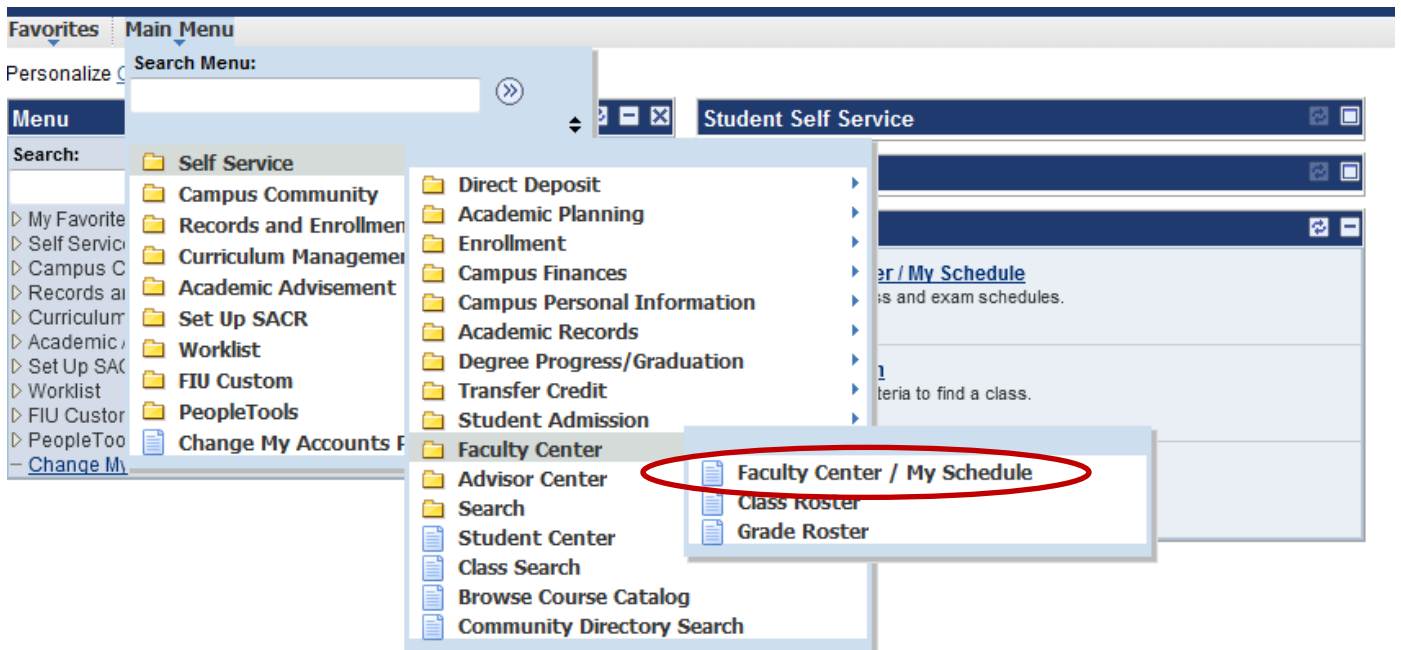 Favorites Main Menu
Personalize
Search Menu:
Menu
Student Self Service
Search:
My Favorite
Self Servic
Campus C
Records a
Curriculum
Academic
Set Up SAC
Worklist
FIU Custor
PeopleToo
Change My
Self Service
Campus Community
Records and Enrollmen
Curriculum Managemen
Academic Advisement
Set Up SACR
Worklist
FIU Custom
PeopleTools
Change My Accounts P
Direct Deposit
Academic Planning
Enrollment
Campus Finances
Campus Personal Information
Academic Records
Degree Progress/Graduation
Transfer Credit
Student Admission
Faculty Center
Advisor Center
Search
Student Center
Class Search
Browse Course Catalog
Community Directory Search
Faculty Center / My Schedule
Class Roster
Grade Roster
er / My Schedule
ss and exam schedules.
teria to find a class.